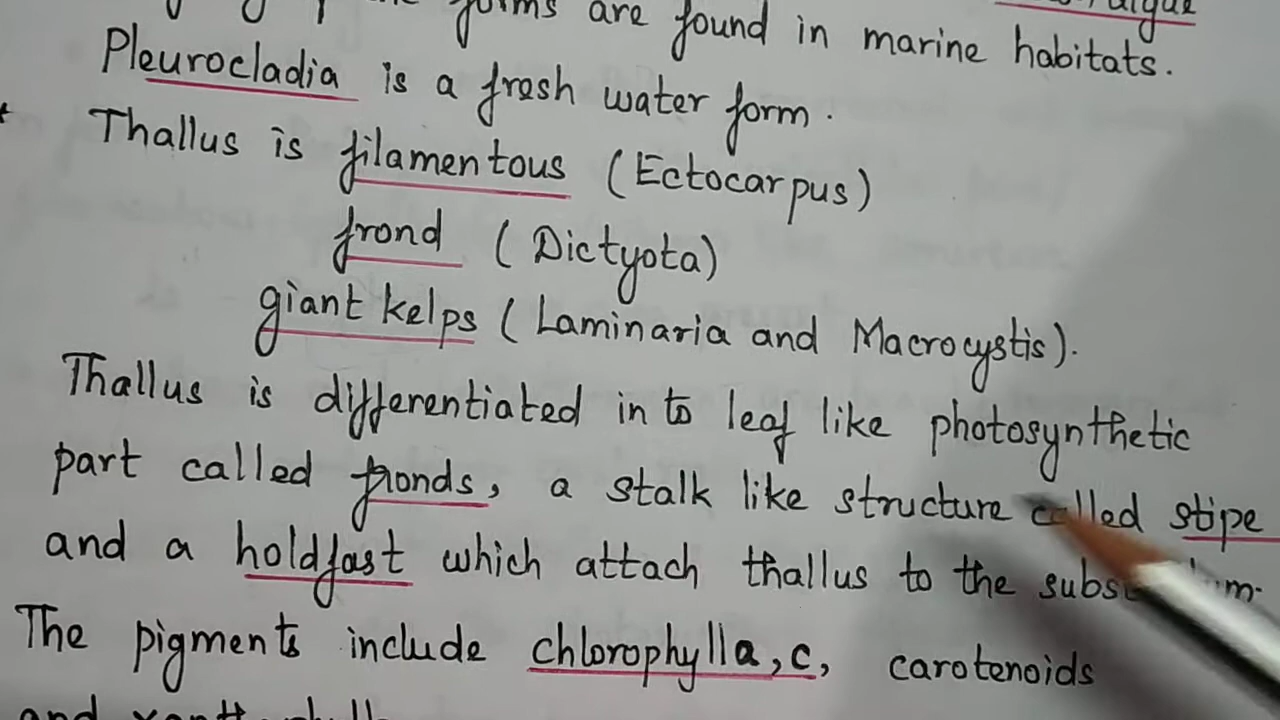 forms are found in marine habitats.
Pleurocladia is a fresh water form.
Thallus is filamentous (Ectocarpus)
frond (Dictyota)
giant kelps (Laminaria and Macrocystis).
Thallus is differentiated in to leaf like photosynthetic
part called fronds, a stalk like structure called stipe
and a holdfast which attach thallus to the
The pigments include chlorophyll a, c, carotenoids
and